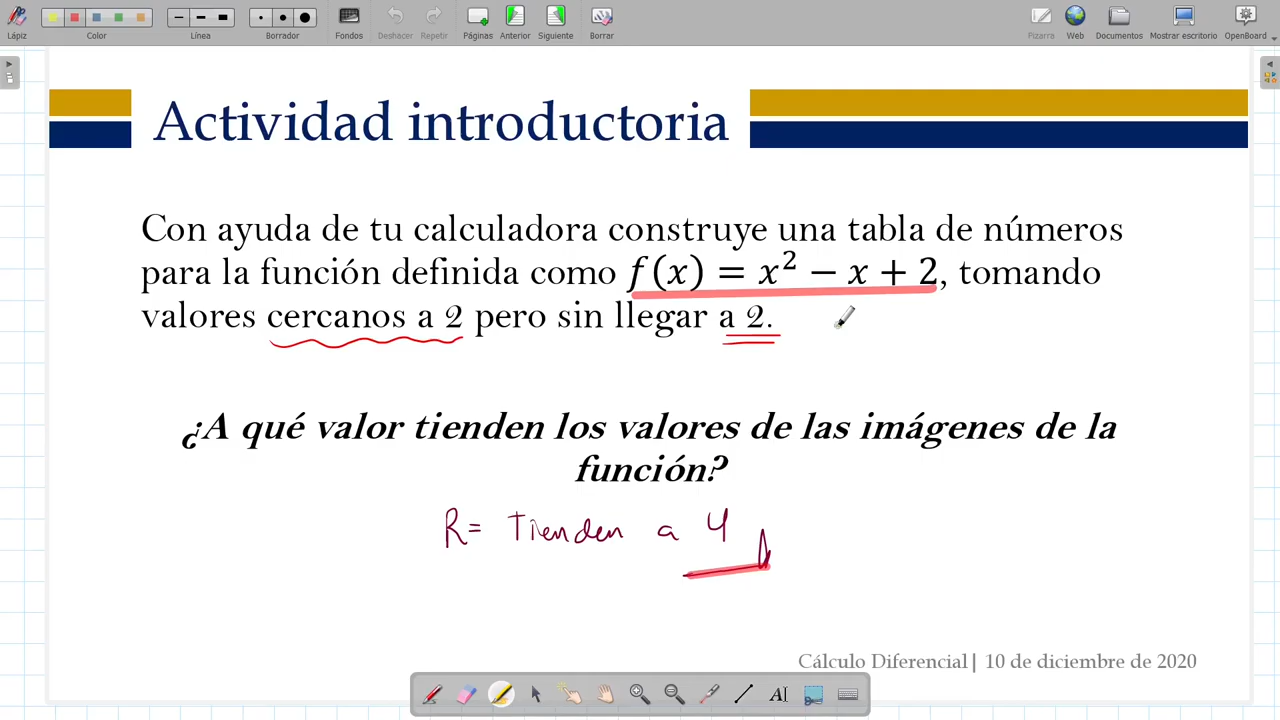 Lápiz Color Línea Borrador Fondos Deshacer Repetir Páginas Anterior Siguiente Borrar Pizarra Web Documentos Mostrar escritorio OpenBoard
Actividad introductoria
Con ayuda de tu calculadora construye una tabla de números
para la función definida como f(x) = x² − x + 2, tomando
valores cercanos a 2 pero sin llegar a 2.
¿A qué valor tienden los valores de las imágenes de la
función?
R= Tienden a 4
Cálculo Diferencial| 10 de diciembre de 2020
AI